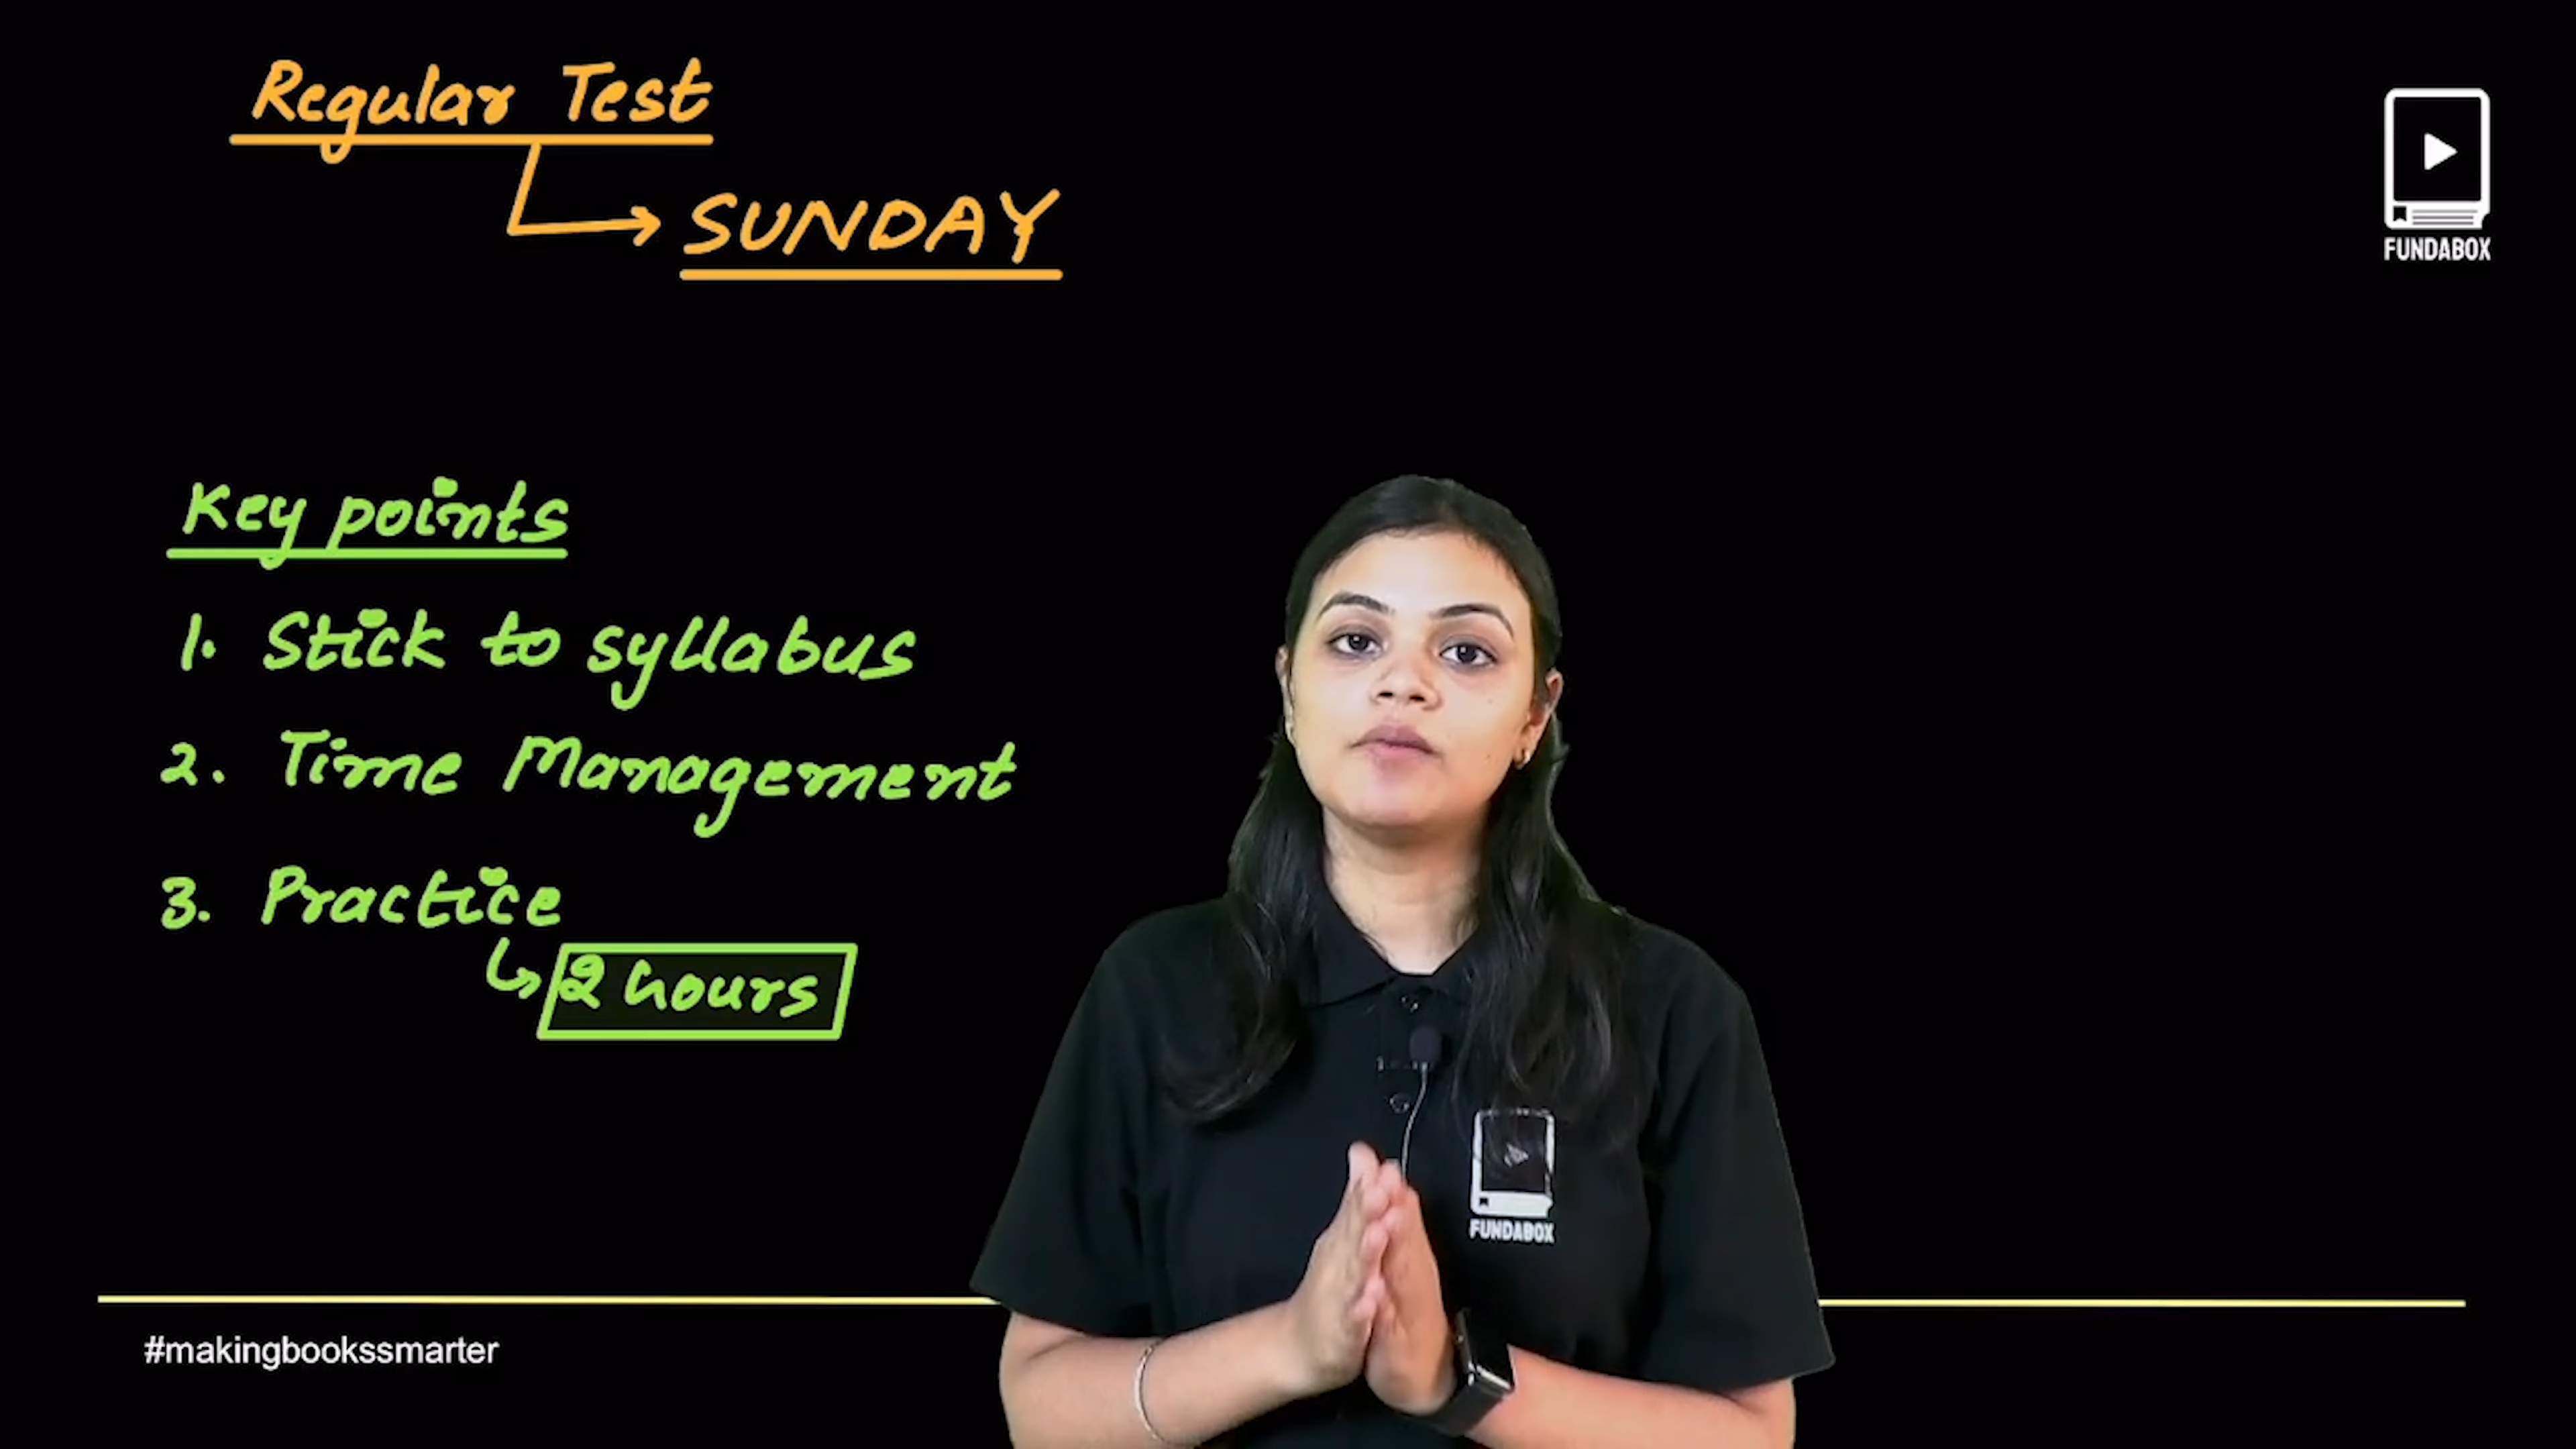 Regular Test
SUNDAY
FUNDABOX
Key points
1. Stick to syllabus
2. Time Management
3. Practice
2 hours
FUNDABOX
#makingbookssmarter